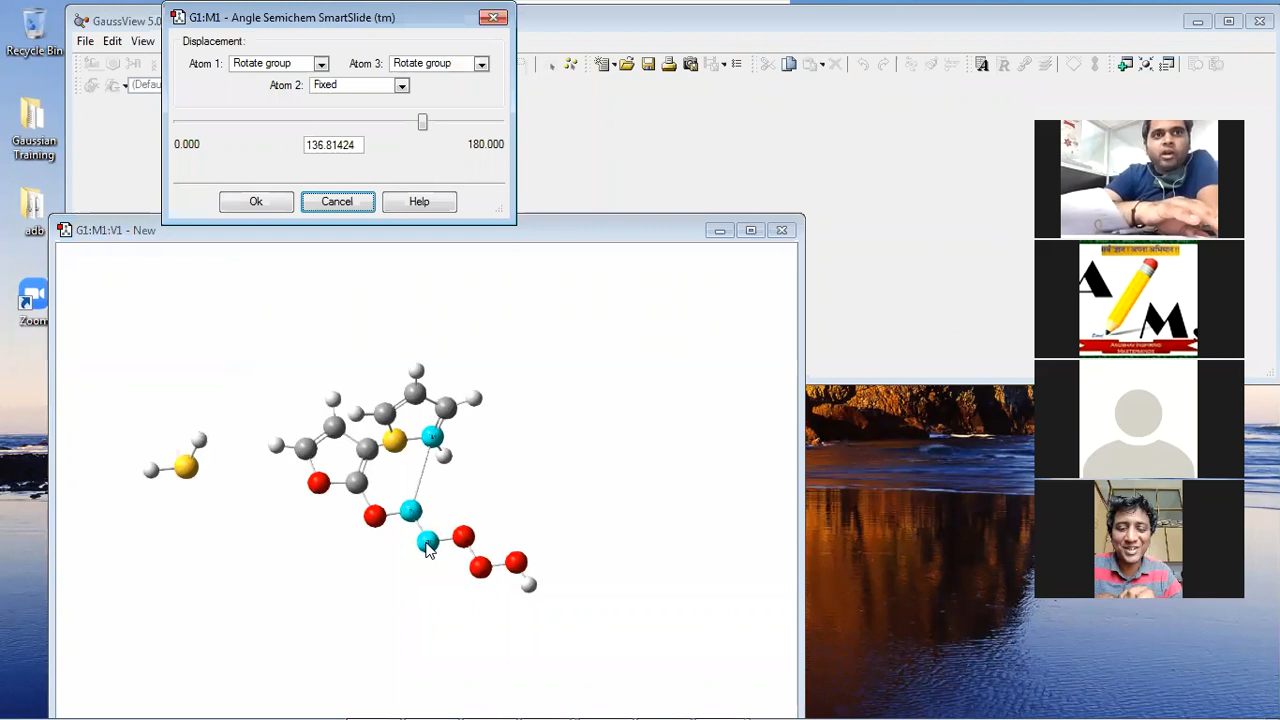 Recycle Bin
GaussView 5.0
File Edit View
(Defau
G1:M1 - Angle Semichem SmartSlide (tm)
Displacement:
Atom 1: Rotate group Atom 3: Rotate group
Atom 2: Fixed
0.000 136.81424 180.000
Ok Cancel Help
Gaussian
Training
adb
Zoom
G1:M1:V1 - New
A M